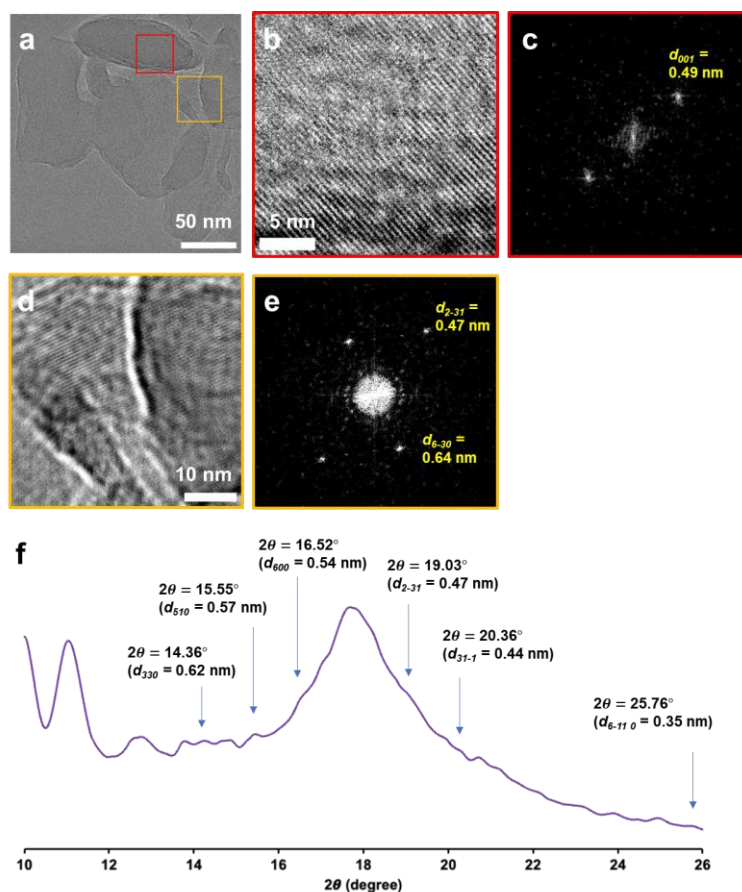 a
50 nm
b
5 nm
c
d001 =
0.49 nm
d
10 nm
e
d2-31 =
0.47 nm
d6-30 =
0.64 nm
f
2θ = 14.36°
(d330 = 0.62 nm)
2θ = 15.55°
(d510 = 0.57 nm)
2θ = 16.52°
(d600 = 0.54 nm)
2θ = 19.03°
(d2-31 = 0.47 nm)
2θ = 20.36°
(d31-1 = 0.44 nm)
2θ = 25.76°
(d6-11 0 = 0.35 nm)
10 12 14 16 18 20 22 24 26
2θ (degree)